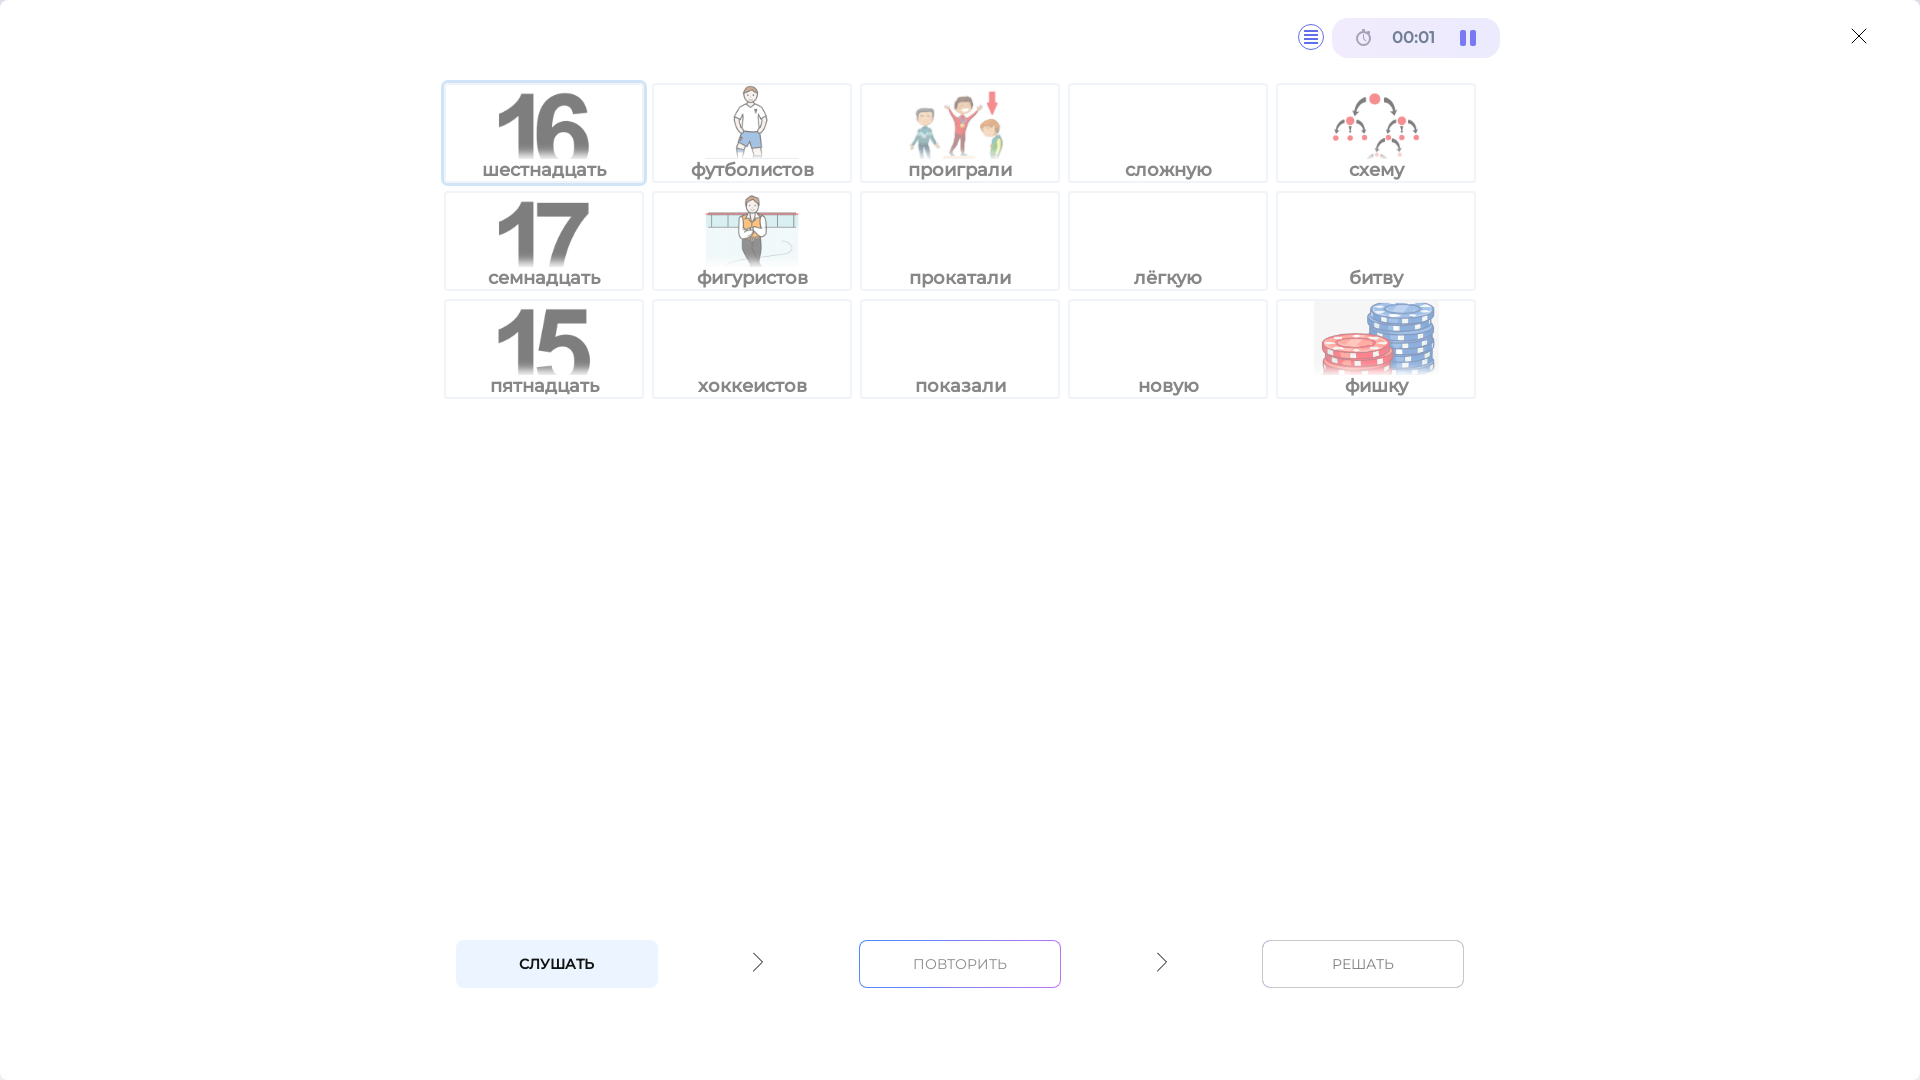 00:01
16 футболистов проиграли сложную схему
шестнадцать
17 фигуристов прокатали лёгкую битву
семнадцать
15 хоккеистов показали новую фишку
пятнадцать
СЛУШАТЬ ПОВТОРИТЬ РЕШАТЬ